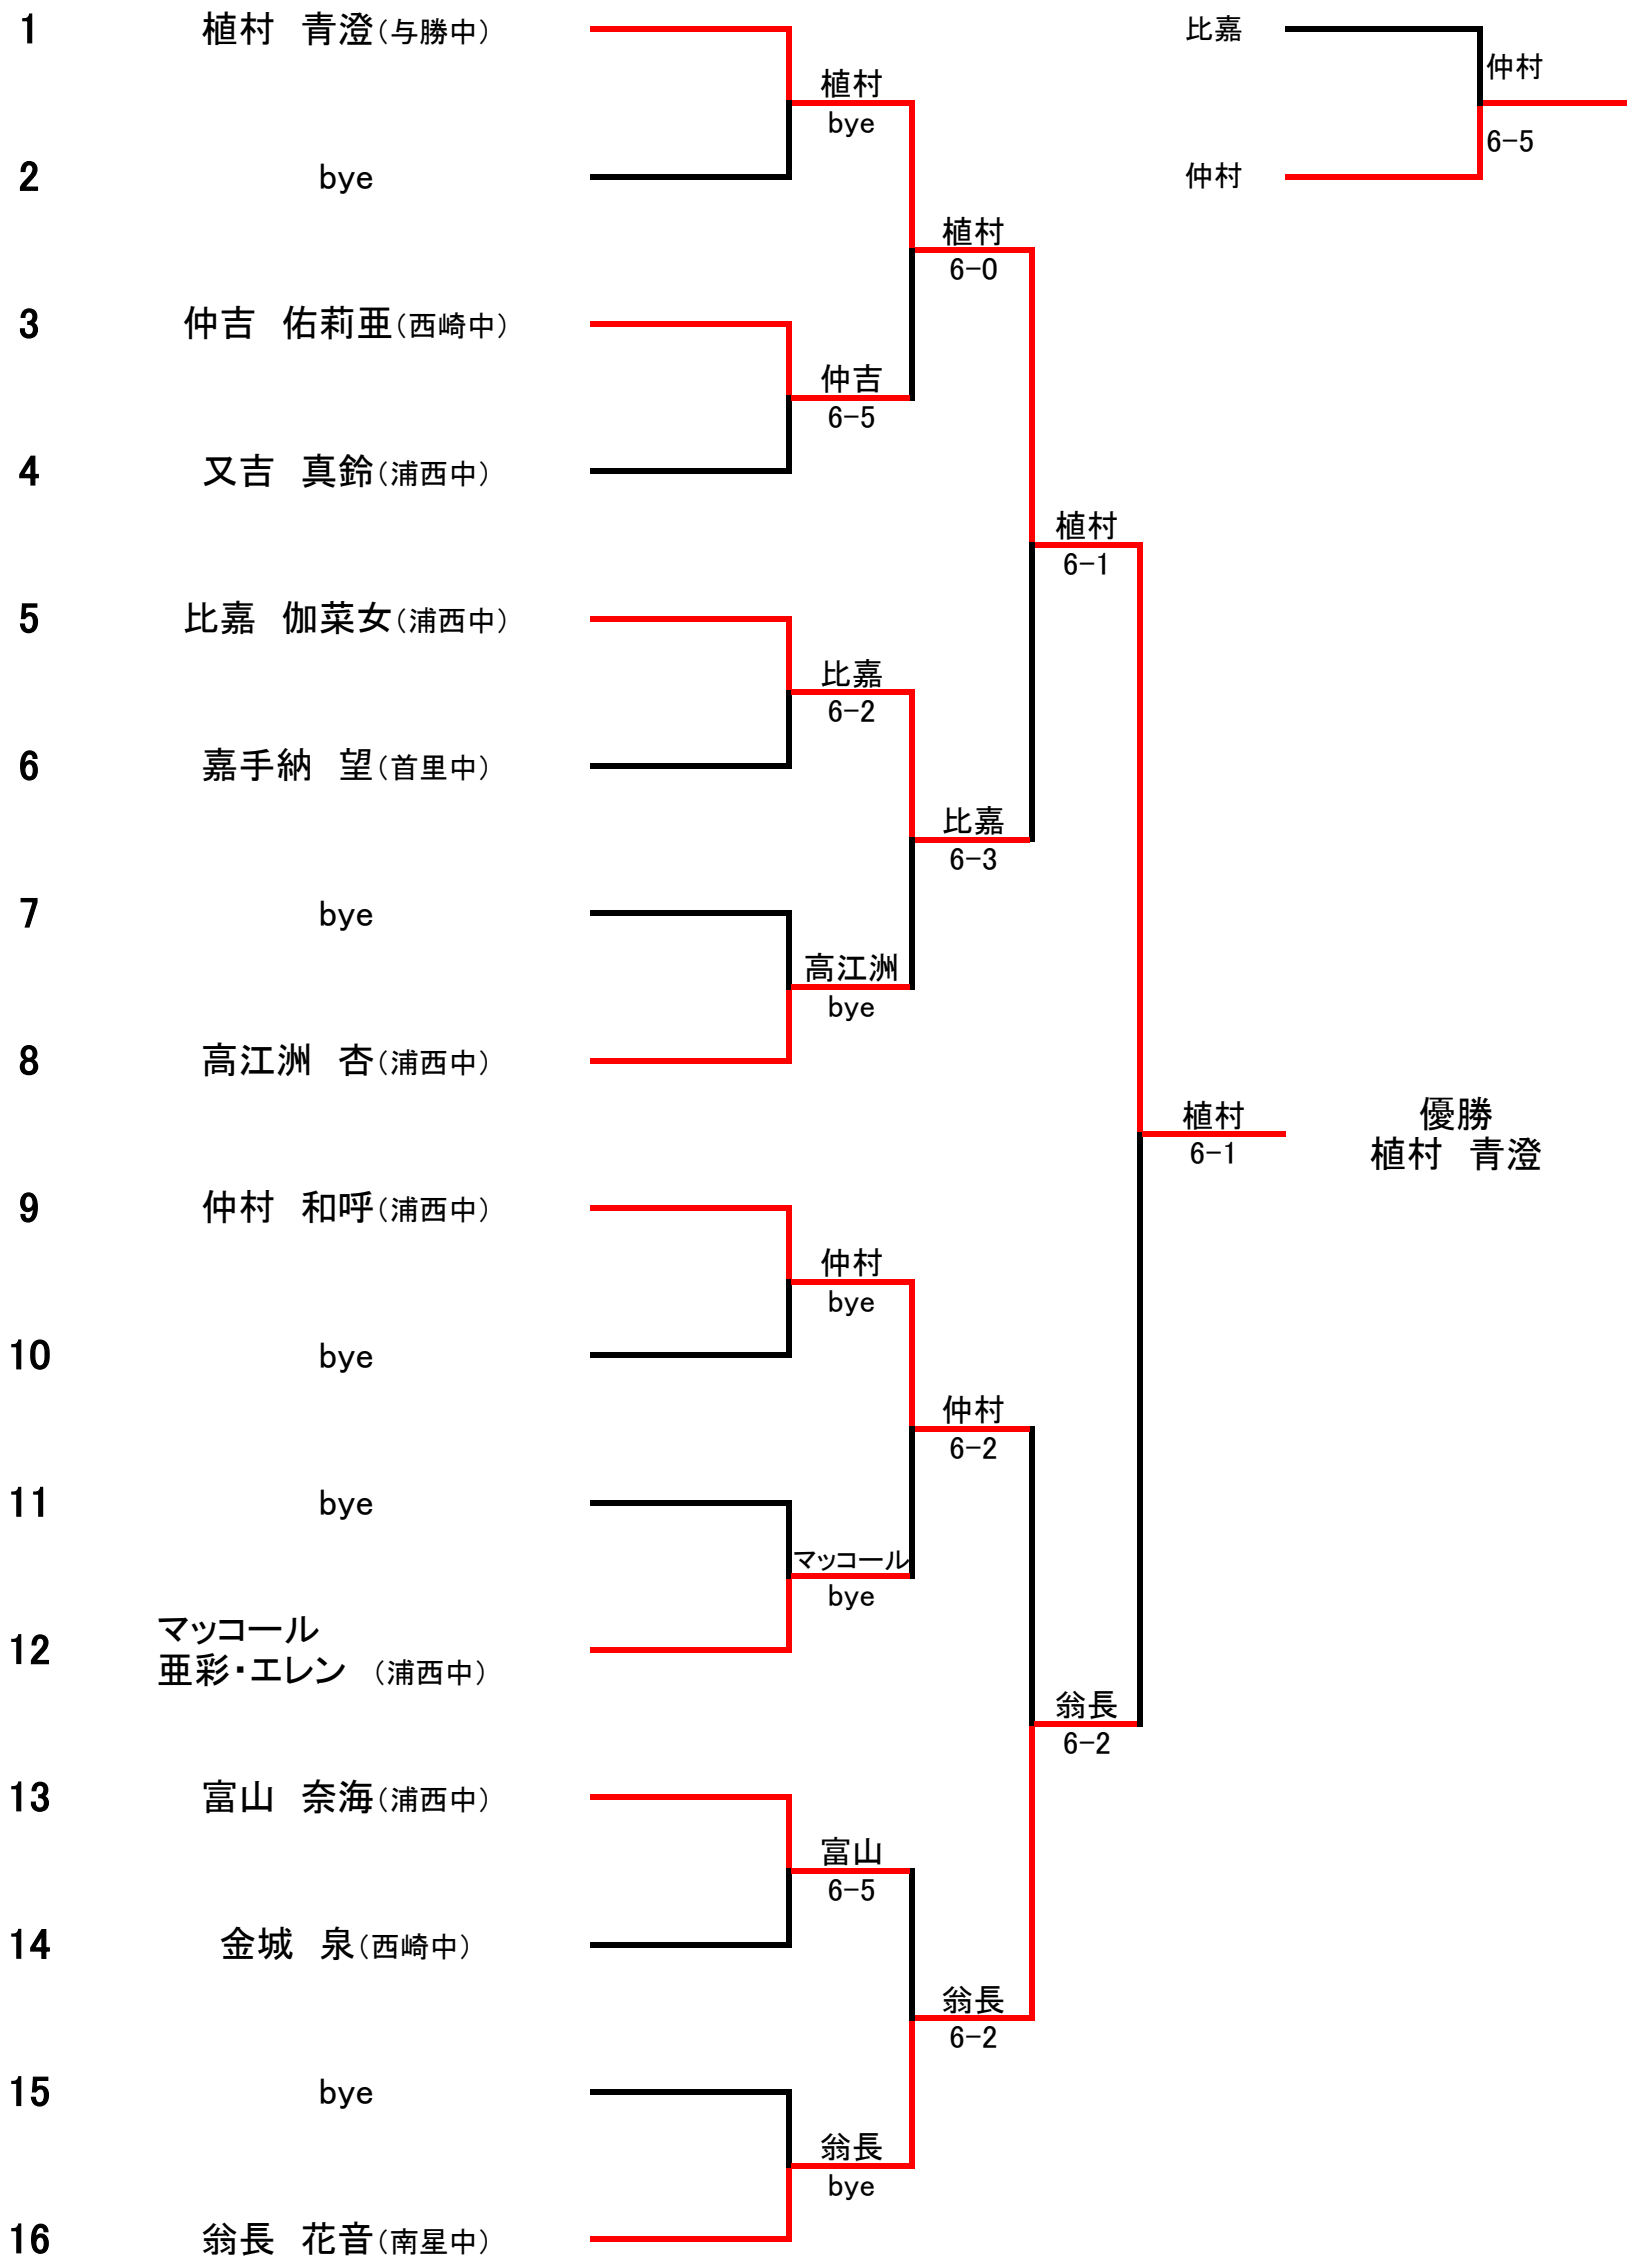 1 植村 青澄(与勝中)
比嘉
仲村
植村
bye
6-5
2 bye
仲村
植村
6-0
3 仲吉 佑莉亜(西崎中)
仲吉
6-5
4 又吉 真鈴(浦西中)
植村
6-1
5 比嘉 伽菜女(浦西中)
比嘉
6-2
6 嘉手納 望(首里中)
比嘉
6-3
7 bye
高江洲
bye
8 高江洲 杏(浦西中)
植村
6-1
優勝
植村 青澄
9 仲村 和呼(浦西中)
仲村
bye
10 bye
仲村
6-2
11 bye
マッコール
bye
12 マッコール
亜彩・エレン (浦西中)
翁長
6-2
13 富山 奈海(浦西中)
富山
6-5
14 金城 泉(西崎中)
翁長
6-2
15 bye
翁長
bye
16 翁長 花音(南星中)